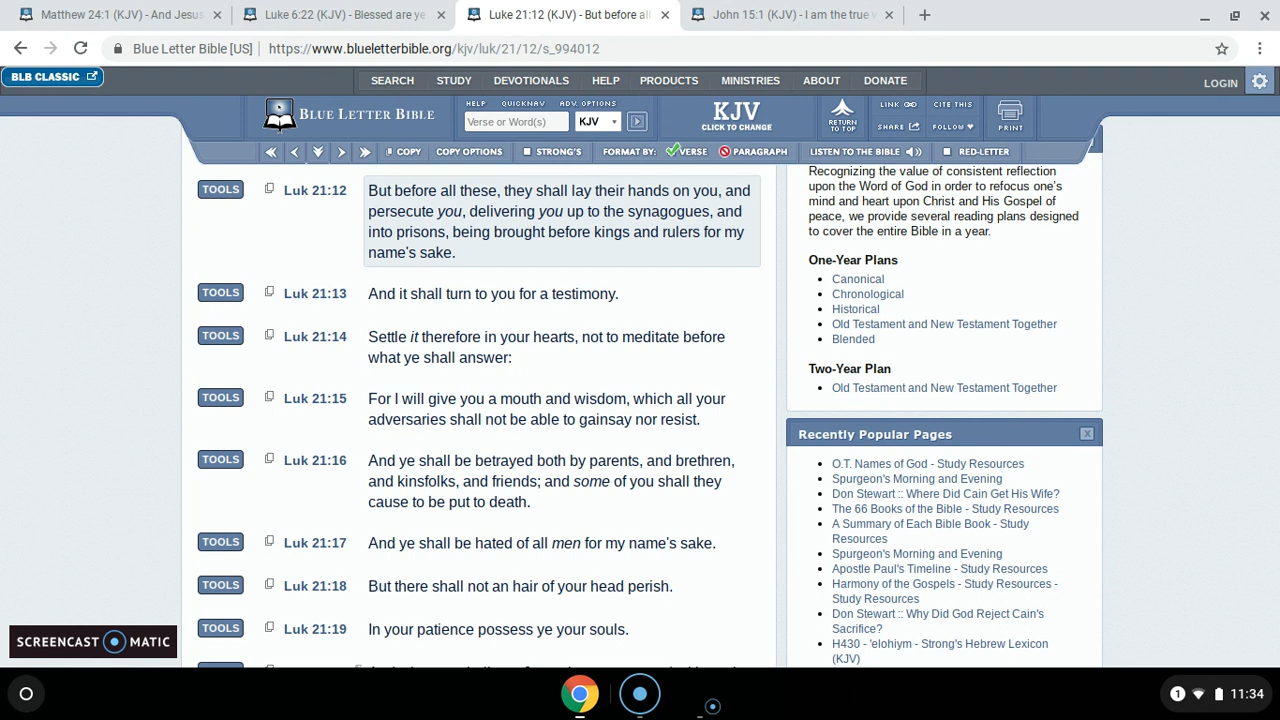 Matthew 24:1 (KJV) - And Jesus
Luke 6:22 (KJV) - Blessed are ye
Luke 21:12 (KJV) - But before all
John 15:1 (KJV) - I am the true v
Blue Letter Bible [US] | https://www.blueletterbible.org/kjv/luk/21/12/s_994012
BLB CLASSIC
SEARCH STUDY DEVOTIONALS HELP PRODUCTS MINISTRIES ABOUT DONATE
LOGIN
BLUE LETTER BIBLE
HELP QUICKNAV ADV. OPTIONS
Verse or Word(s) KJV
KJV
CLICK TO CHANGE
RETURN
TO TOP
LINK CITE THIS
SHARE FOLLOW
PRINT
COPY COPY OPTIONS STRONG'S FORMAT BY: VERSE PARAGRAPH LISTEN TO THE BIBLE RED-LETTER
TOOLS Luk 21:12 But before all these, they shall lay their hands on you, and
persecute you, delivering you up to the synagogues, and
into prisons, being brought before kings and rulers for my
name's sake.
TOOLS Luk 21:13 And it shall turn to you for a testimony.
TOOLS Luk 21:14 Settle it therefore in your hearts, not to meditate before
what ye shall answer:
TOOLS Luk 21:15 For I will give you a mouth and wisdom, which all your
adversaries shall not be able to gainsay nor resist.
TOOLS Luk 21:16 And ye shall be betrayed both by parents, and brethren,
and kinsfolks, and friends; and some of you shall they
cause to be put to death.
TOOLS Luk 21:17 And ye shall be hated of all men for my name's sake.
TOOLS Luk 21:18 But there shall not an hair of your head perish.
TOOLS Luk 21:19 In your patience possess ye your souls.
Recognizing the value of consistent reflection
upon the Word of God in order to refocus one's
mind and heart upon Christ and His Gospel of
peace, we provide several reading plans designed
to cover the entire Bible in a year.
One-Year Plans
Canonical
Chronological
Historical
Old Testament and New Testament Together
Blended
Two-Year Plan
Old Testament and New Testament Together
Recently Popular Pages
x
O.T. Names of God - Study Resources
Spurgeon's Morning and Evening
Don Stewart :: Where Did Cain Get His Wife?
The 66 Books of the Bible - Study Resources
A Summary of Each Bible Book - Study
Resources
Spurgeon's Morning and Evening
Apostle Paul's Timeline - Study Resources
Harmony of the Gospels - Study Resources -
Study Resources
Don Stewart :: Why Did God Reject Cain's
Sacrifice?
H430 - 'elohiym - Strong's Hebrew Lexicon
(KJV)
SCREENCAST MATIC
1 11:34